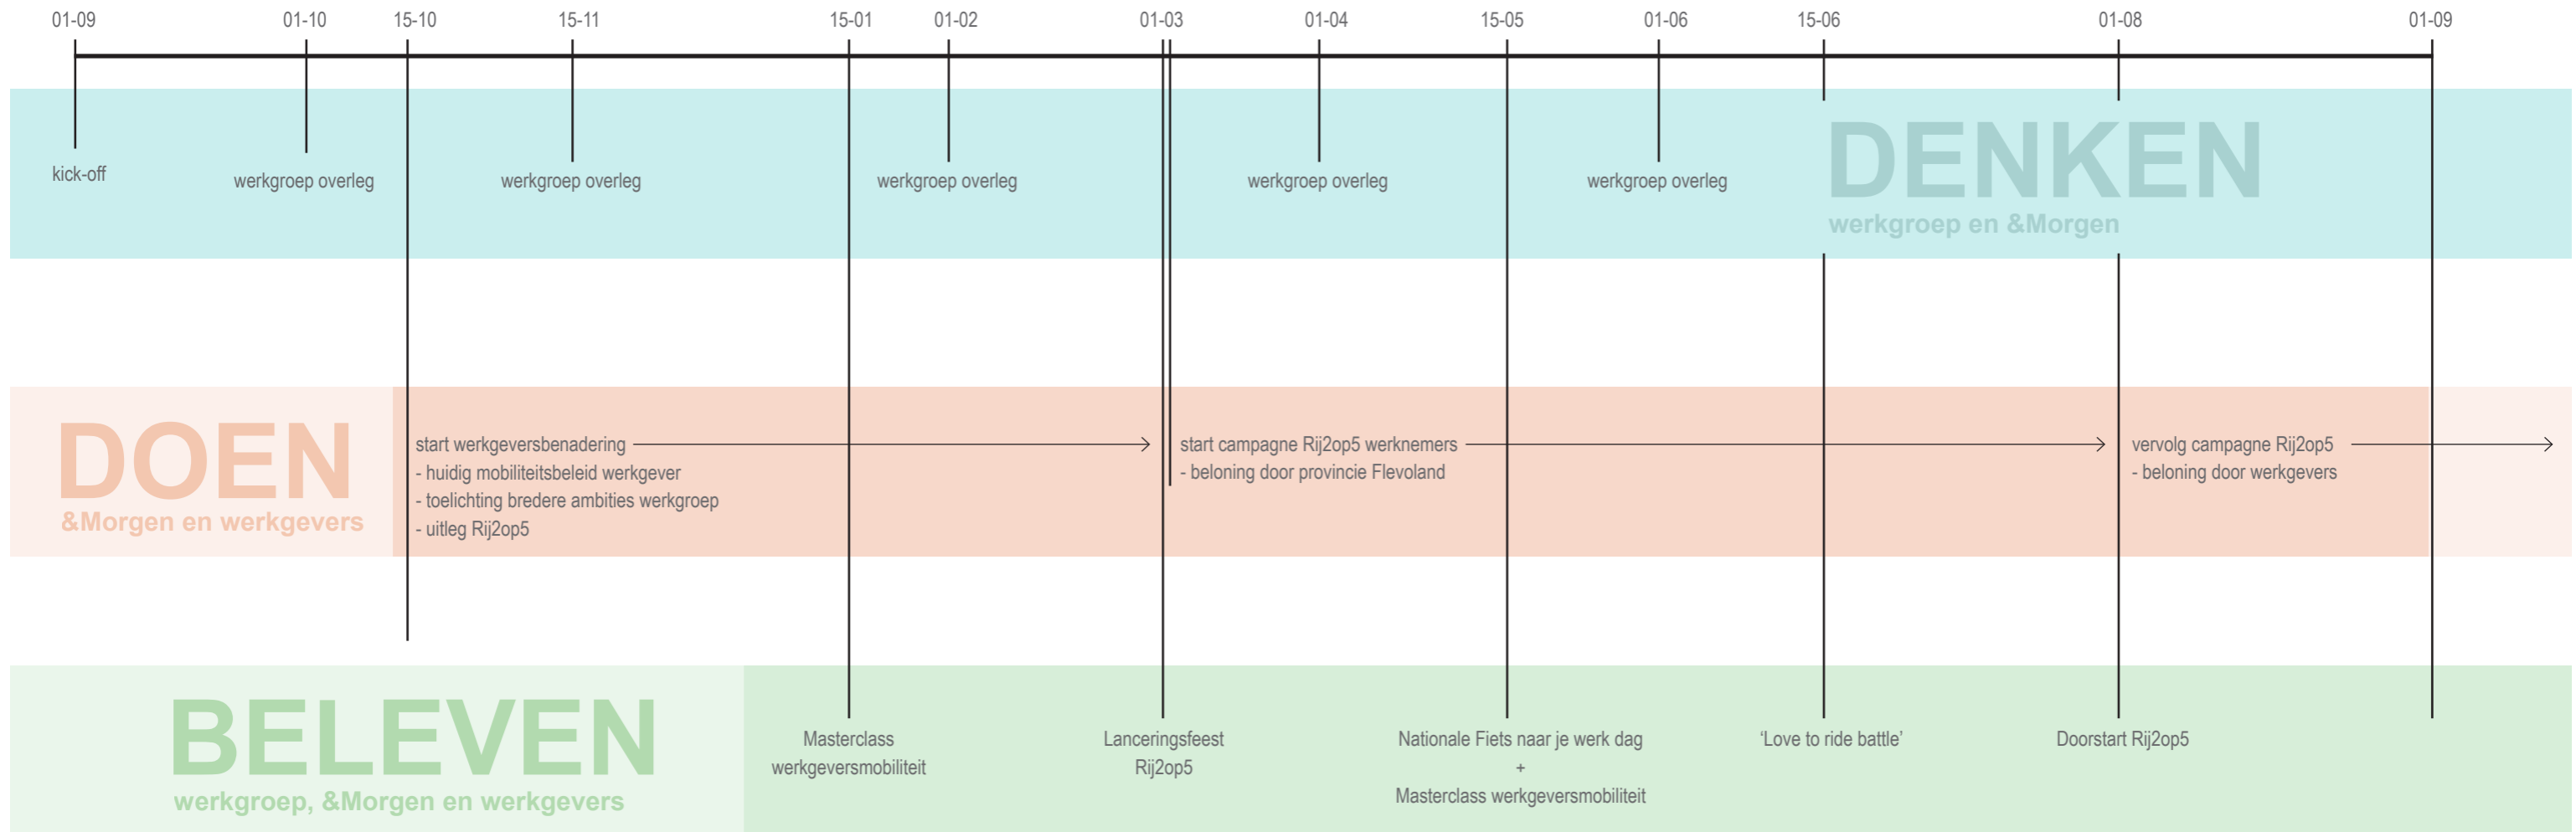 01-09 01-10 15-10 15-11 15-01 01-02 01-03 01-04 15-05 01-06 15-06 01-08 01-09
DENKEN
werkgroep en &Morgen
kick-off
werkgroep overleg
werkgroep overleg
werkgroep overleg
werkgroep overleg
werkgroep overleg
DOEN
&Morgen en werkgevers
start werkgeversbenadering
- huidig mobiliteitsbeleid werkgever
- toelichting bredere ambities werkgroep
- uitleg Rij2op5
start campagne Rij2op5 werknemers
- beloning door provincie Flevoland
vervolg campagne Rij2op5
- beloning door werkgevers
BELEVEN
werkgroep, &Morgen en werkgevers
Masterclass
werkgeversmobiliteit
Lanceringsfeest
Rij2op5
Nationale Fiets naar je werk dag
+
Masterclass werkgeversmobiliteit
‘Love to ride battle’
Doorstart Rij2op5